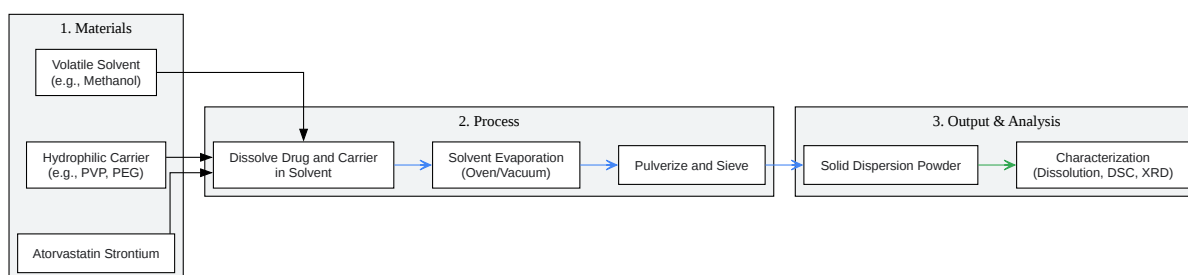 1. Materials
Volatile Solvent
(e.g., Methanol)
Hydrophilic Carrier
(e.g., PVP, PEG)
Atorvastatin Strontium
2. Process
Dissolve Drug and Carrier
in Solvent
Solvent Evaporation
(Oven/Vacuum)
Pulverize and Sieve
3. Output & Analysis
Solid Dispersion Powder
Characterization
(Dissolution, DSC, XRD)